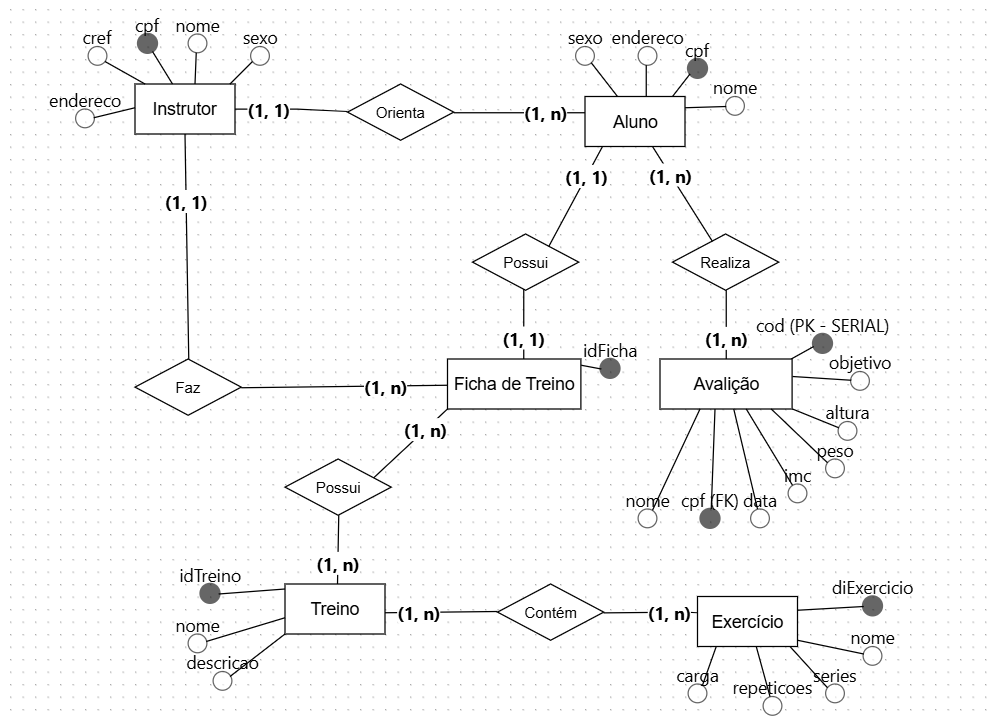 cpf
nome
cref
sexo
endereco
Instrutor
(1, 1)
Orienta
(1, n)
sexo
endereco
cpf
nome
Aluno
(1, 1)
(1, 1)
(1, n)
Possui
Realiza
(1, 1)
(1, n)
Faz
(1, n)
Ficha de Treino
idFicha
Avalição
cod (PK - SERIAL)
objetivo
altura
peso
imc
nome
cpf (FK)
data
(1, n)
Possui
(1, n)
idTreino
nome
descricao
Treino
(1, n)
Contém
(1, n)
Exercício
diExercicio
nome
series
repeticoes
carga